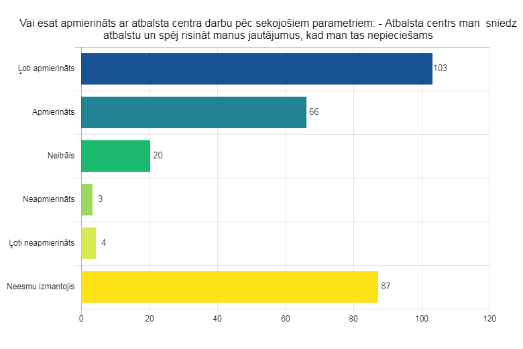 Vai esat apmierināts ar atbalsta centra darbu pēc sekojošiem parametriem: - Atbalsta centrs man sniedz
atbalstu un spēj risināt manus jautājumus, kad man tas nepieciešams
Ļoti apmierināts
103
Apmierināts
66
Neitrāls
20
Neapmierināts
3
Ļoti neapmierināts
4
Neesmu izmantojis
87
0 20 40 60 80 100 120